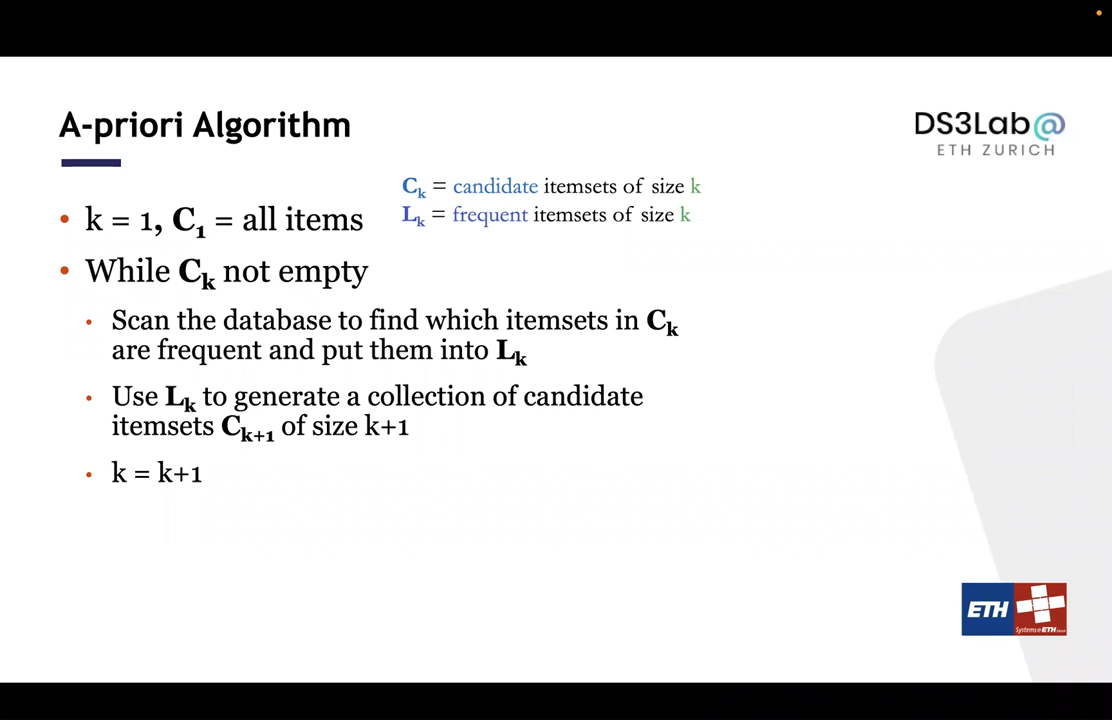 A-priori Algorithm
DS3Lab@
ETH ZURICH
Ck = candidate itemsets of size k
Lk = frequent itemsets of size k
• k = 1, C1 = all items
• While Ck not empty
• Scan the database to find which itemsets in Ck
are frequent and put them into Lk
• Use Lk to generate a collection of candidate
itemsets Ck+1 of size k+1
• k = k+1
ETH
Systems @ ETH